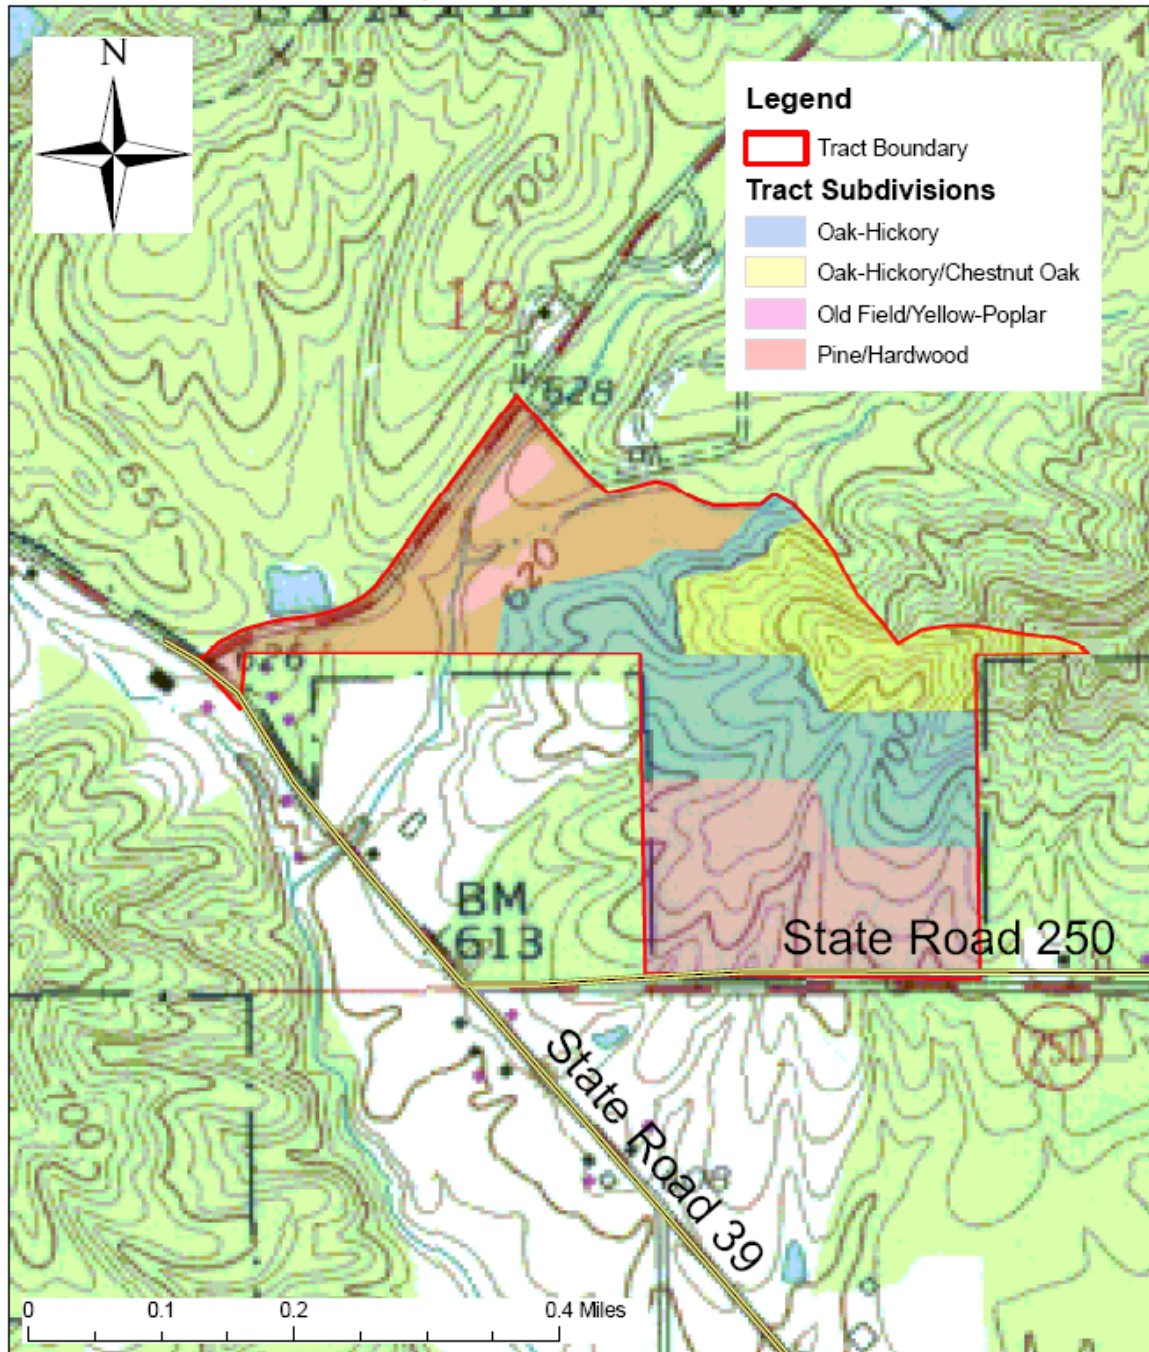 N
738
700
19
628
650
620
626
Legend
Tract Boundary
Tract Subdivisions
Oak-Hickory
Oak-Hickory/Chestnut Oak
Old Field/Yellow-Poplar
Pine/Hardwood
700
BM
613
State Road 250
250
700
State Road 39
0
0.1
0.2
0.4 Miles